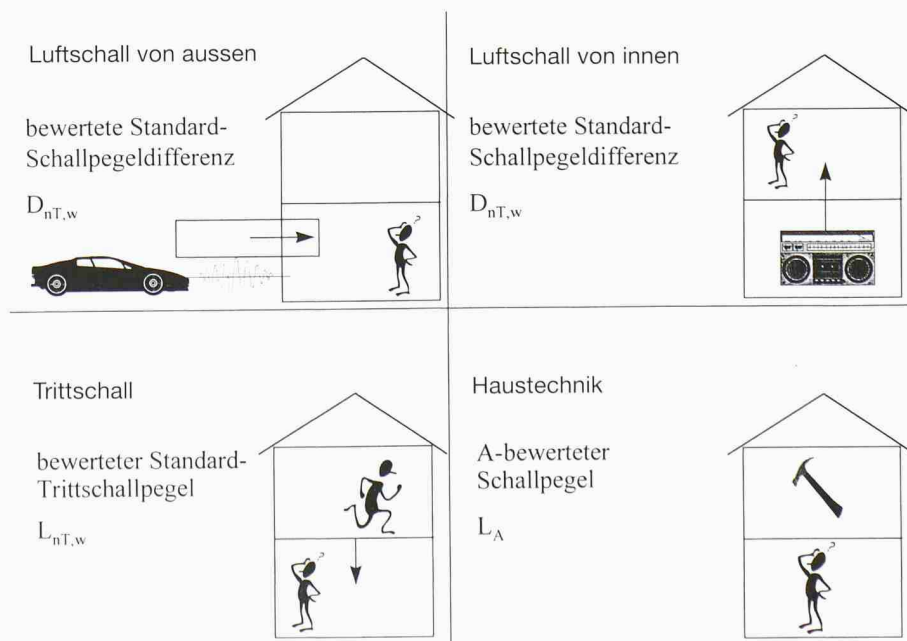 Luftschall von aussen
bewertete Standard-
Schallpegeldifferenz
D_nT,w
Luftschall von innen
bewertete Standard-
Schallpegeldifferenz
D_nT,w
Trittschall
bewerteter Standard-
Trittschallpegel
L_nT,w
Haustechnik
A-bewerteter
Schallpegel
L_A